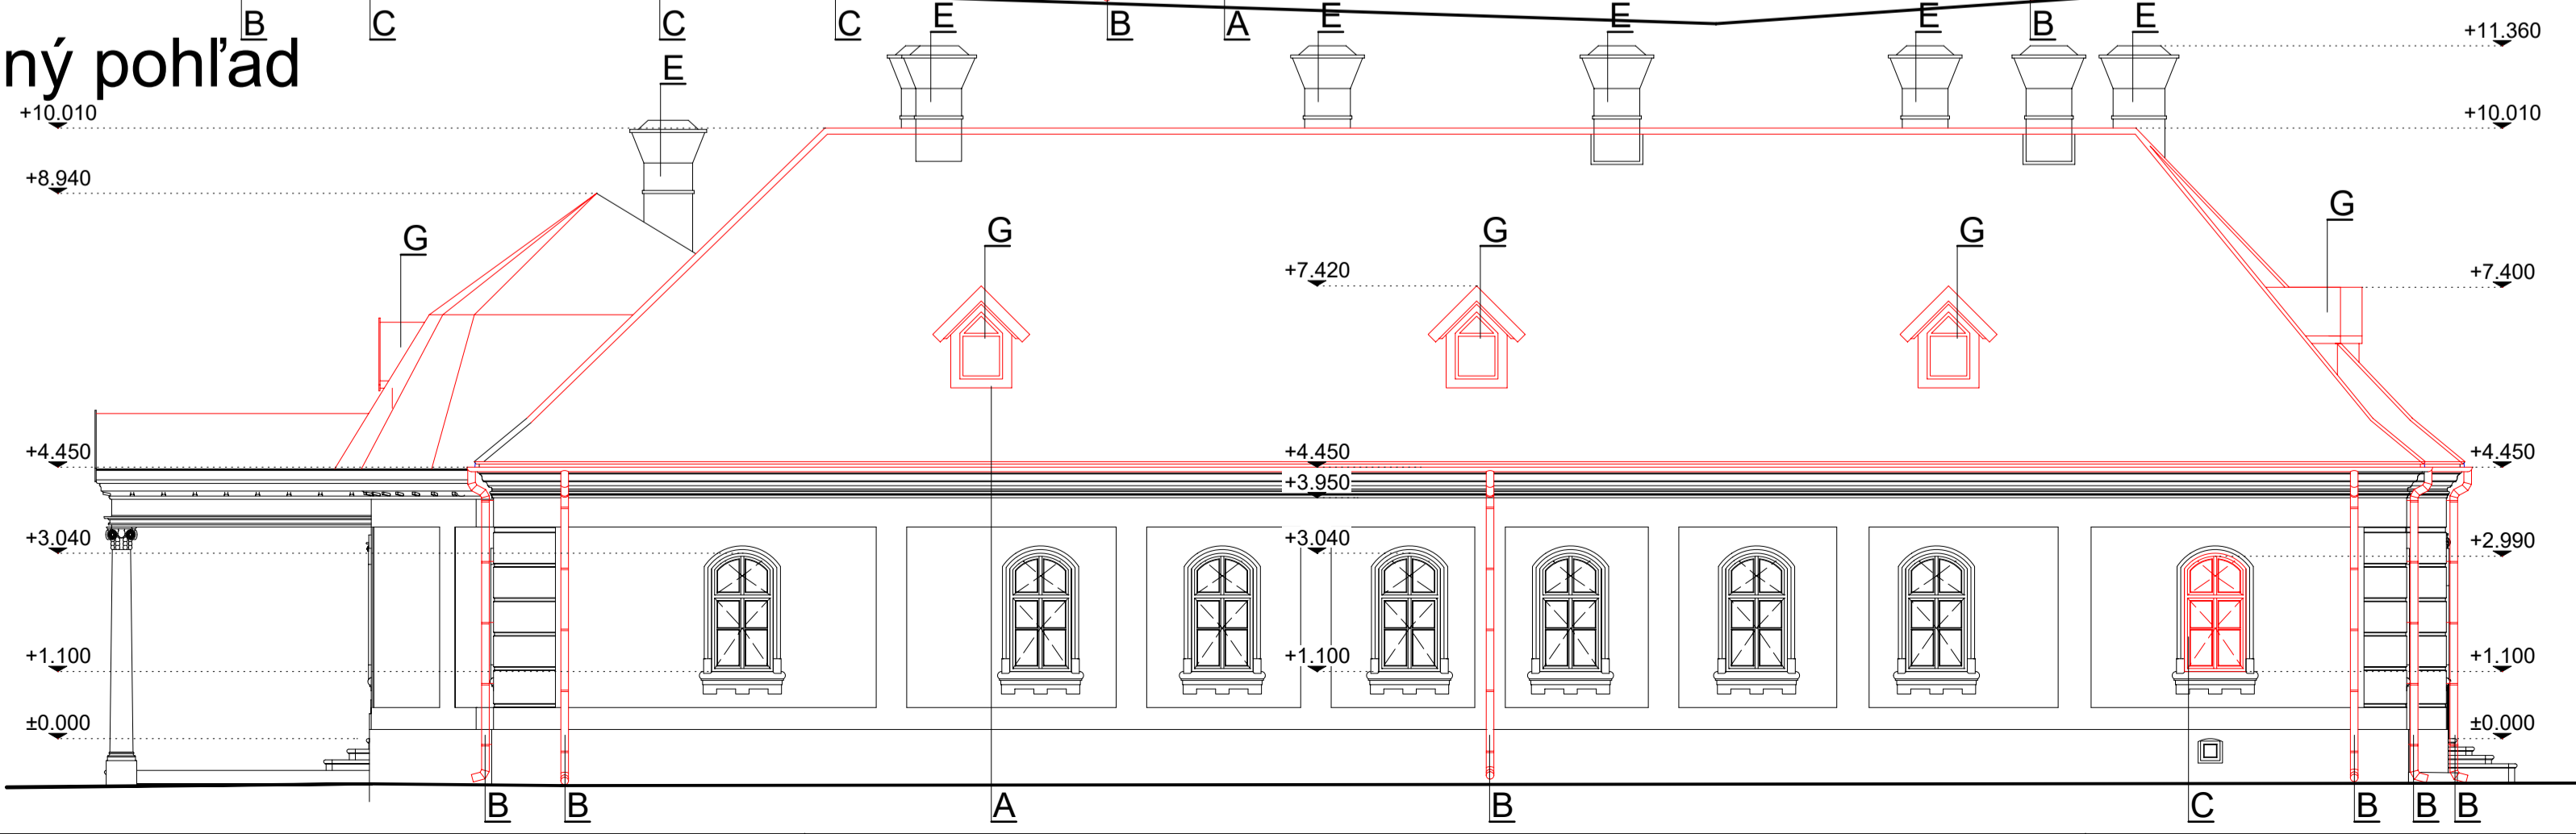 B C C C E B A E E E B E
ný pohľad
+11.360
E
+10.010 +10.010
+8.940
G G G G G
+7.420 +7.400
+4.450 +4.450 +4.450
+3.950
+3.040 +3.040 +2.990
+1.100 +1.100 +1.100
±0.000 ±0.000
B B A B C B B B